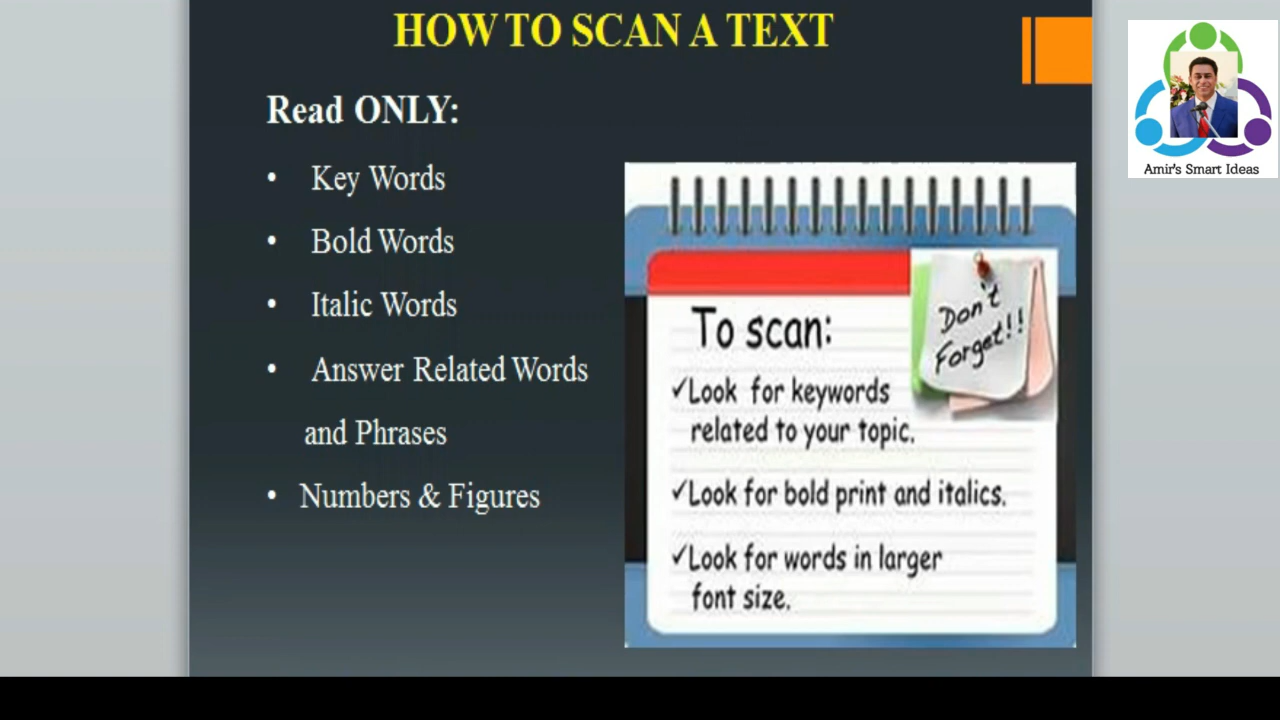 HOW TO SCAN A TEXT
Read ONLY:
• Key Words
• Bold Words
• Italic Words
• Answer Related Words
and Phrases
• Numbers & Figures
Don't
Forget!!
To scan:
✓Look for keywords
related to your topic.
✓Look for bold print and italics.
✓Look for words in larger
font size.
Amir's Smart Ideas